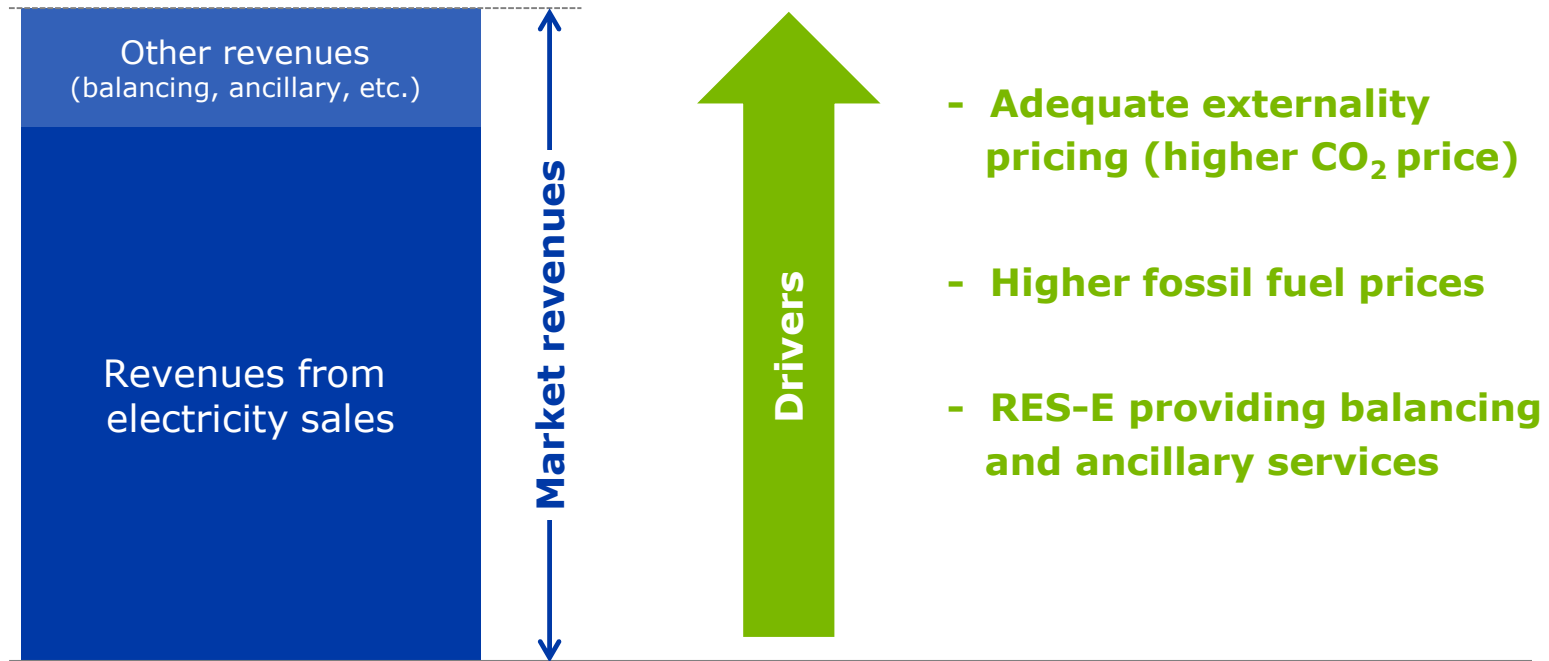 Other revenues
(balancing, ancillary, etc.)
Revenues from
electricity sales
Market revenues
Drivers
- Adequate externality
pricing (higher CO₂ price)
- Higher fossil fuel prices
- RES-E providing balancing
and ancillary services